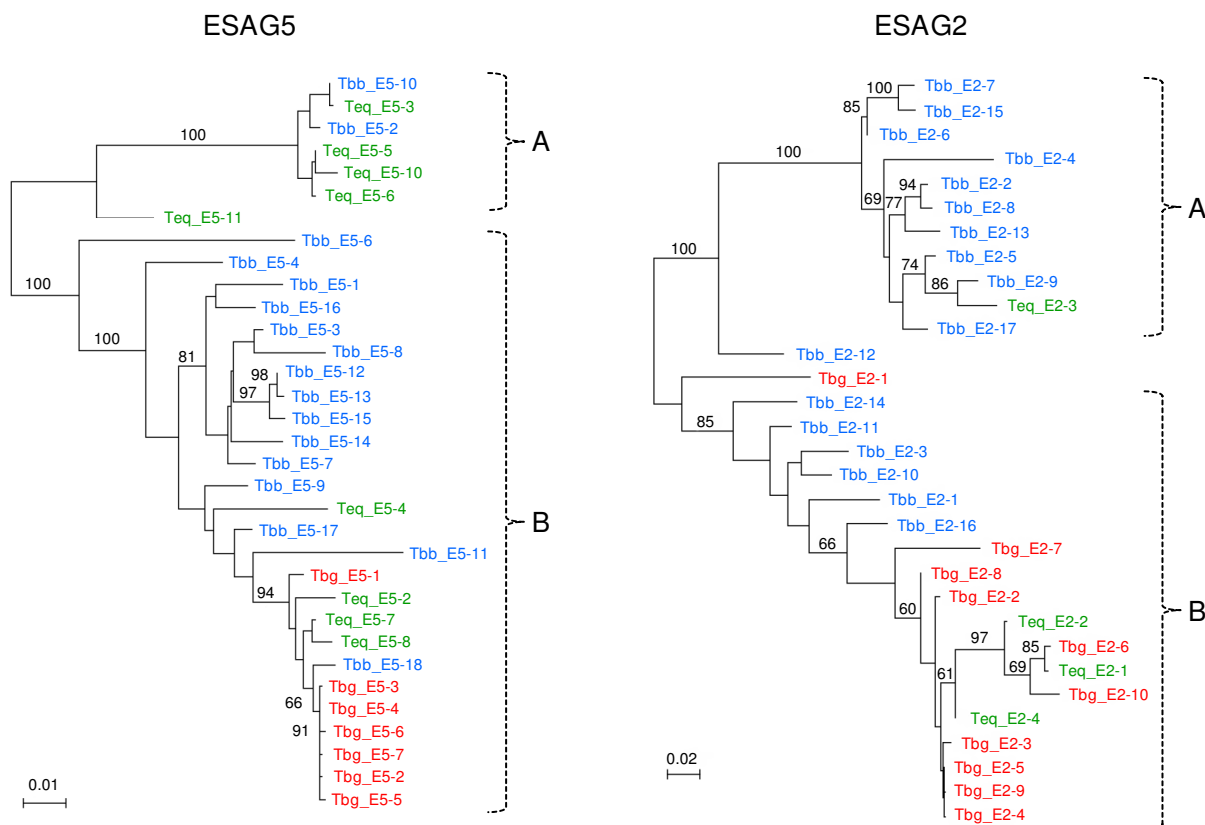 ESAG5
Tbb_E5-10
Teq_E5-3
Tbb_E5-2
100
Teq_E5-5
Teq_E5-10
Teq_E5-6
A
Teq_E5-11
Tbb_E5-6
Tbb_E5-4
100
Tbb_E5-1
Tbb_E5-16
Tbb_E5-3
100
Tbb_E5-8
81
Tbb_E5-12
98
Tbb_E5-13
97
Tbb_E5-15
Tbb_E5-14
Tbb_E5-7
Tbb_E5-9
Teq_E5-4
B
Tbb_E5-17
Tbb_E5-11
Tbg_E5-1
94
Teq_E5-2
Teq_E5-7
Teq_E5-8
Tbb_E5-18
Tbg_E5-3
66
Tbg_E5-4
91
Tbg_E5-6
Tbg_E5-7
Tbg_E5-2
Tbg_E5-5
0.01
ESAG2
Tbb_E2-7
100
85
Tbb_E2-15
Tbb_E2-6
100
Tbb_E2-4
94
Tbb_E2-2
69
77
Tbb_E2-8
A
Tbb_E2-13
100
Tbb_E2-5
74
Tbb_E2-9
86
Teq_E2-3
Tbb_E2-17
Tbb_E2-12
Tbg_E2-1
Tbb_E2-14
85
Tbb_E2-11
Tbb_E2-3
Tbb_E2-10
Tbb_E2-1
Tbb_E2-16
66
Tbg_E2-7
Tbg_E2-8
Tbg_E2-2
60
B
Teq_E2-2
97
Tbg_E2-6
85
Teq_E2-1
69
61
Tbg_E2-10
Teq_E2-4
Tbg_E2-3
Tbg_E2-5
Tbg_E2-9
Tbg_E2-4
0.02